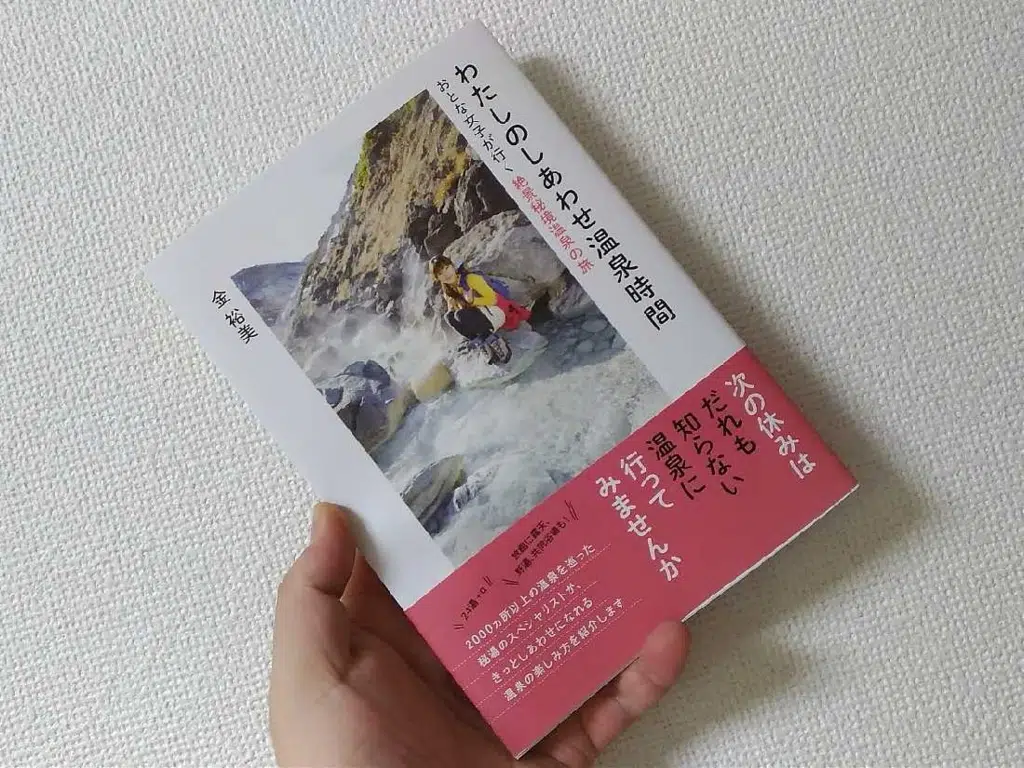 わたしのしあわせ温泉時間
おとな女子が行く
絶景秘境温泉の旅
金 裕美
次の休みは
だれも
知らない
温泉に
行って
みませんか
旅館に露天、
野湯、共同浴場も!
2000カ所以上の温泉を巡った
秘湯のスペシャリストが、
きっとしあわせになれる
温泉の楽しみ方を紹介します